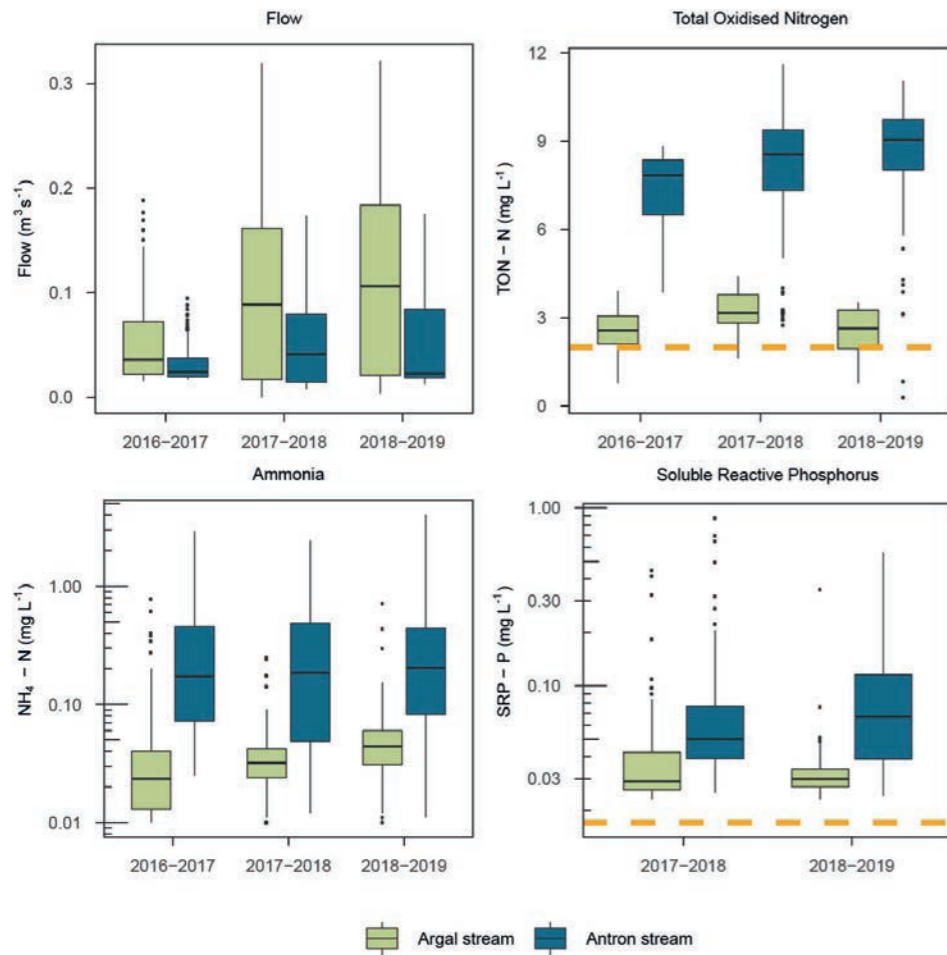 Flow
0.3
0.2
0.1
0.0
Flow (m³s⁻¹)
2016–2017
2017–2018
2018–2019
Total Oxidised Nitrogen
12
9
6
3
0
TON – N (mg L⁻¹)
2016–2017
2017–2018
2018–2019
Ammonia
1.00
0.10
0.01
NH₄ – N (mg L⁻¹)
2016–2017
2017–2018
2018–2019
Soluble Reactive Phosphorus
1.00
0.30
0.10
0.03
SRP – P (mg L⁻¹)
2017–2018
2018–2019
Argal stream
Antron stream